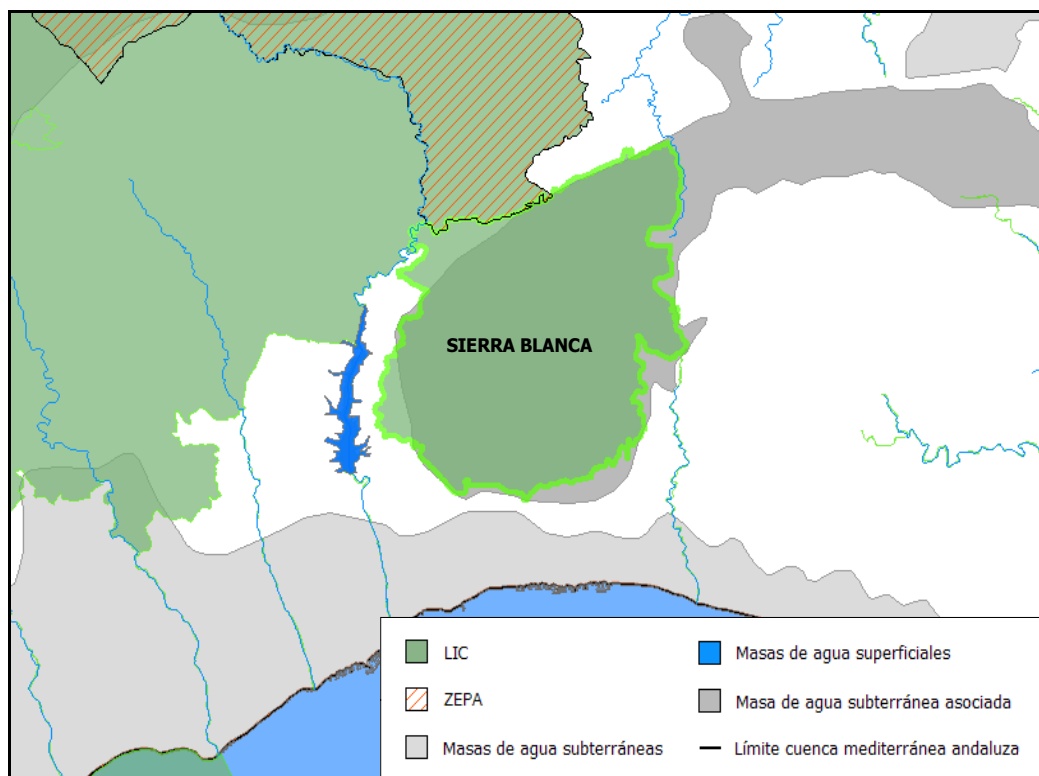 SIERRA BLANCA
LIC
ZEPA
Masas de agua subterráneas
Masas de agua superficiales
Masa de agua subterránea asociada
Límite cuenca mediterránea andaluza